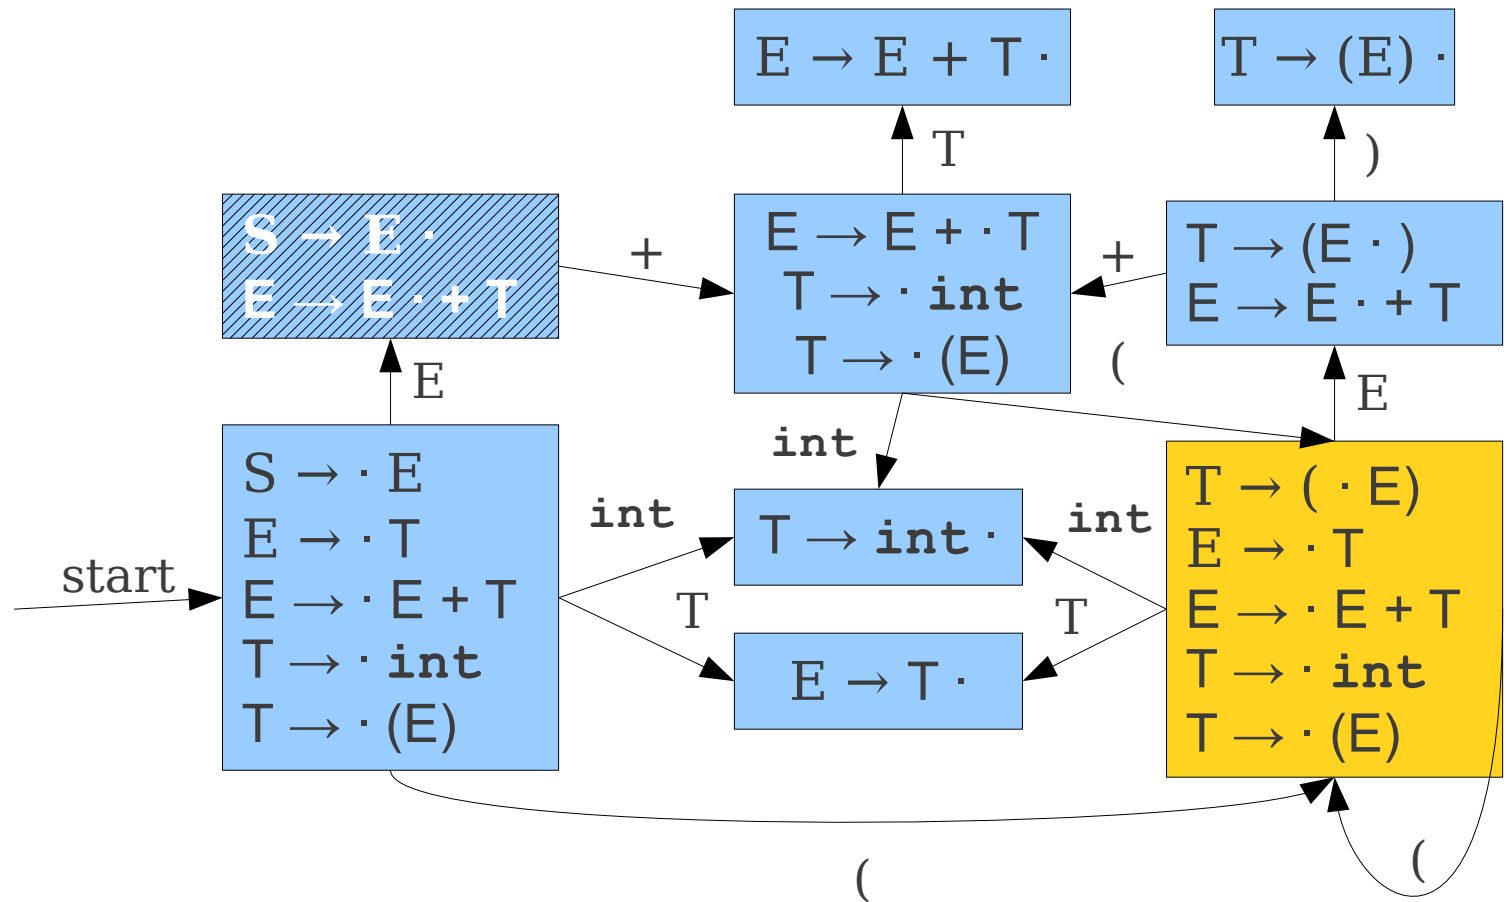 E → E + T ·
T → (E) ·
T
)
S → E ·
E → E · + T
+
E → E + · T
T → · int
T → · (E)
+
T → (E · )
E → E · + T
E
(
E
int
S → · E
E → · T
E → · E + T
T → · int
T → · (E)
start
int
T
T → int ·
E → T ·
int
T
T → ( · E)
E → · T
E → · E + T
T → · int
T → · (E)
(
(